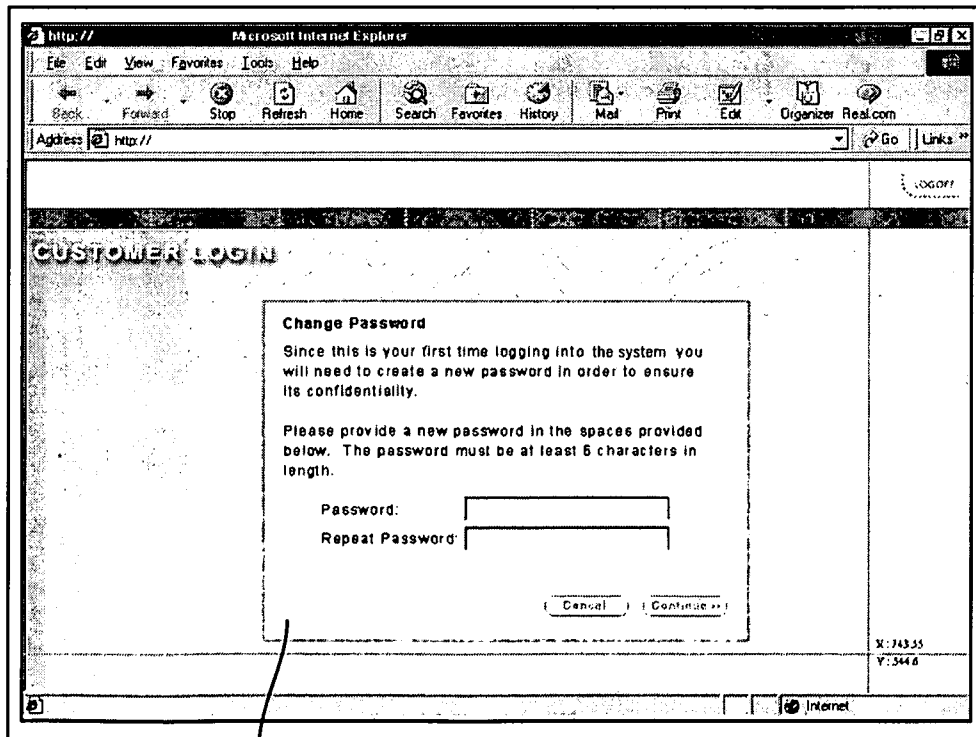 http:// Microsoft Internet Explorer
File Edit View Favorites Tools Help
Back Forward Stop Refresh Home Search Favorites History Mail Print Edit Organizer Real.com
Address http:// Go Links »
LOGOFF
CUSTOMER LOGIN
Change Password
Since this is your first time logging into the system you
will need to create a new password in order to ensure
its confidentiality.
Please provide a new password in the spaces provided
below. The password must be at least 6 characters in
length.
Password:
Repeat Password:
Cancel Continue »
X : 743.55
Y : 544.6
Internet